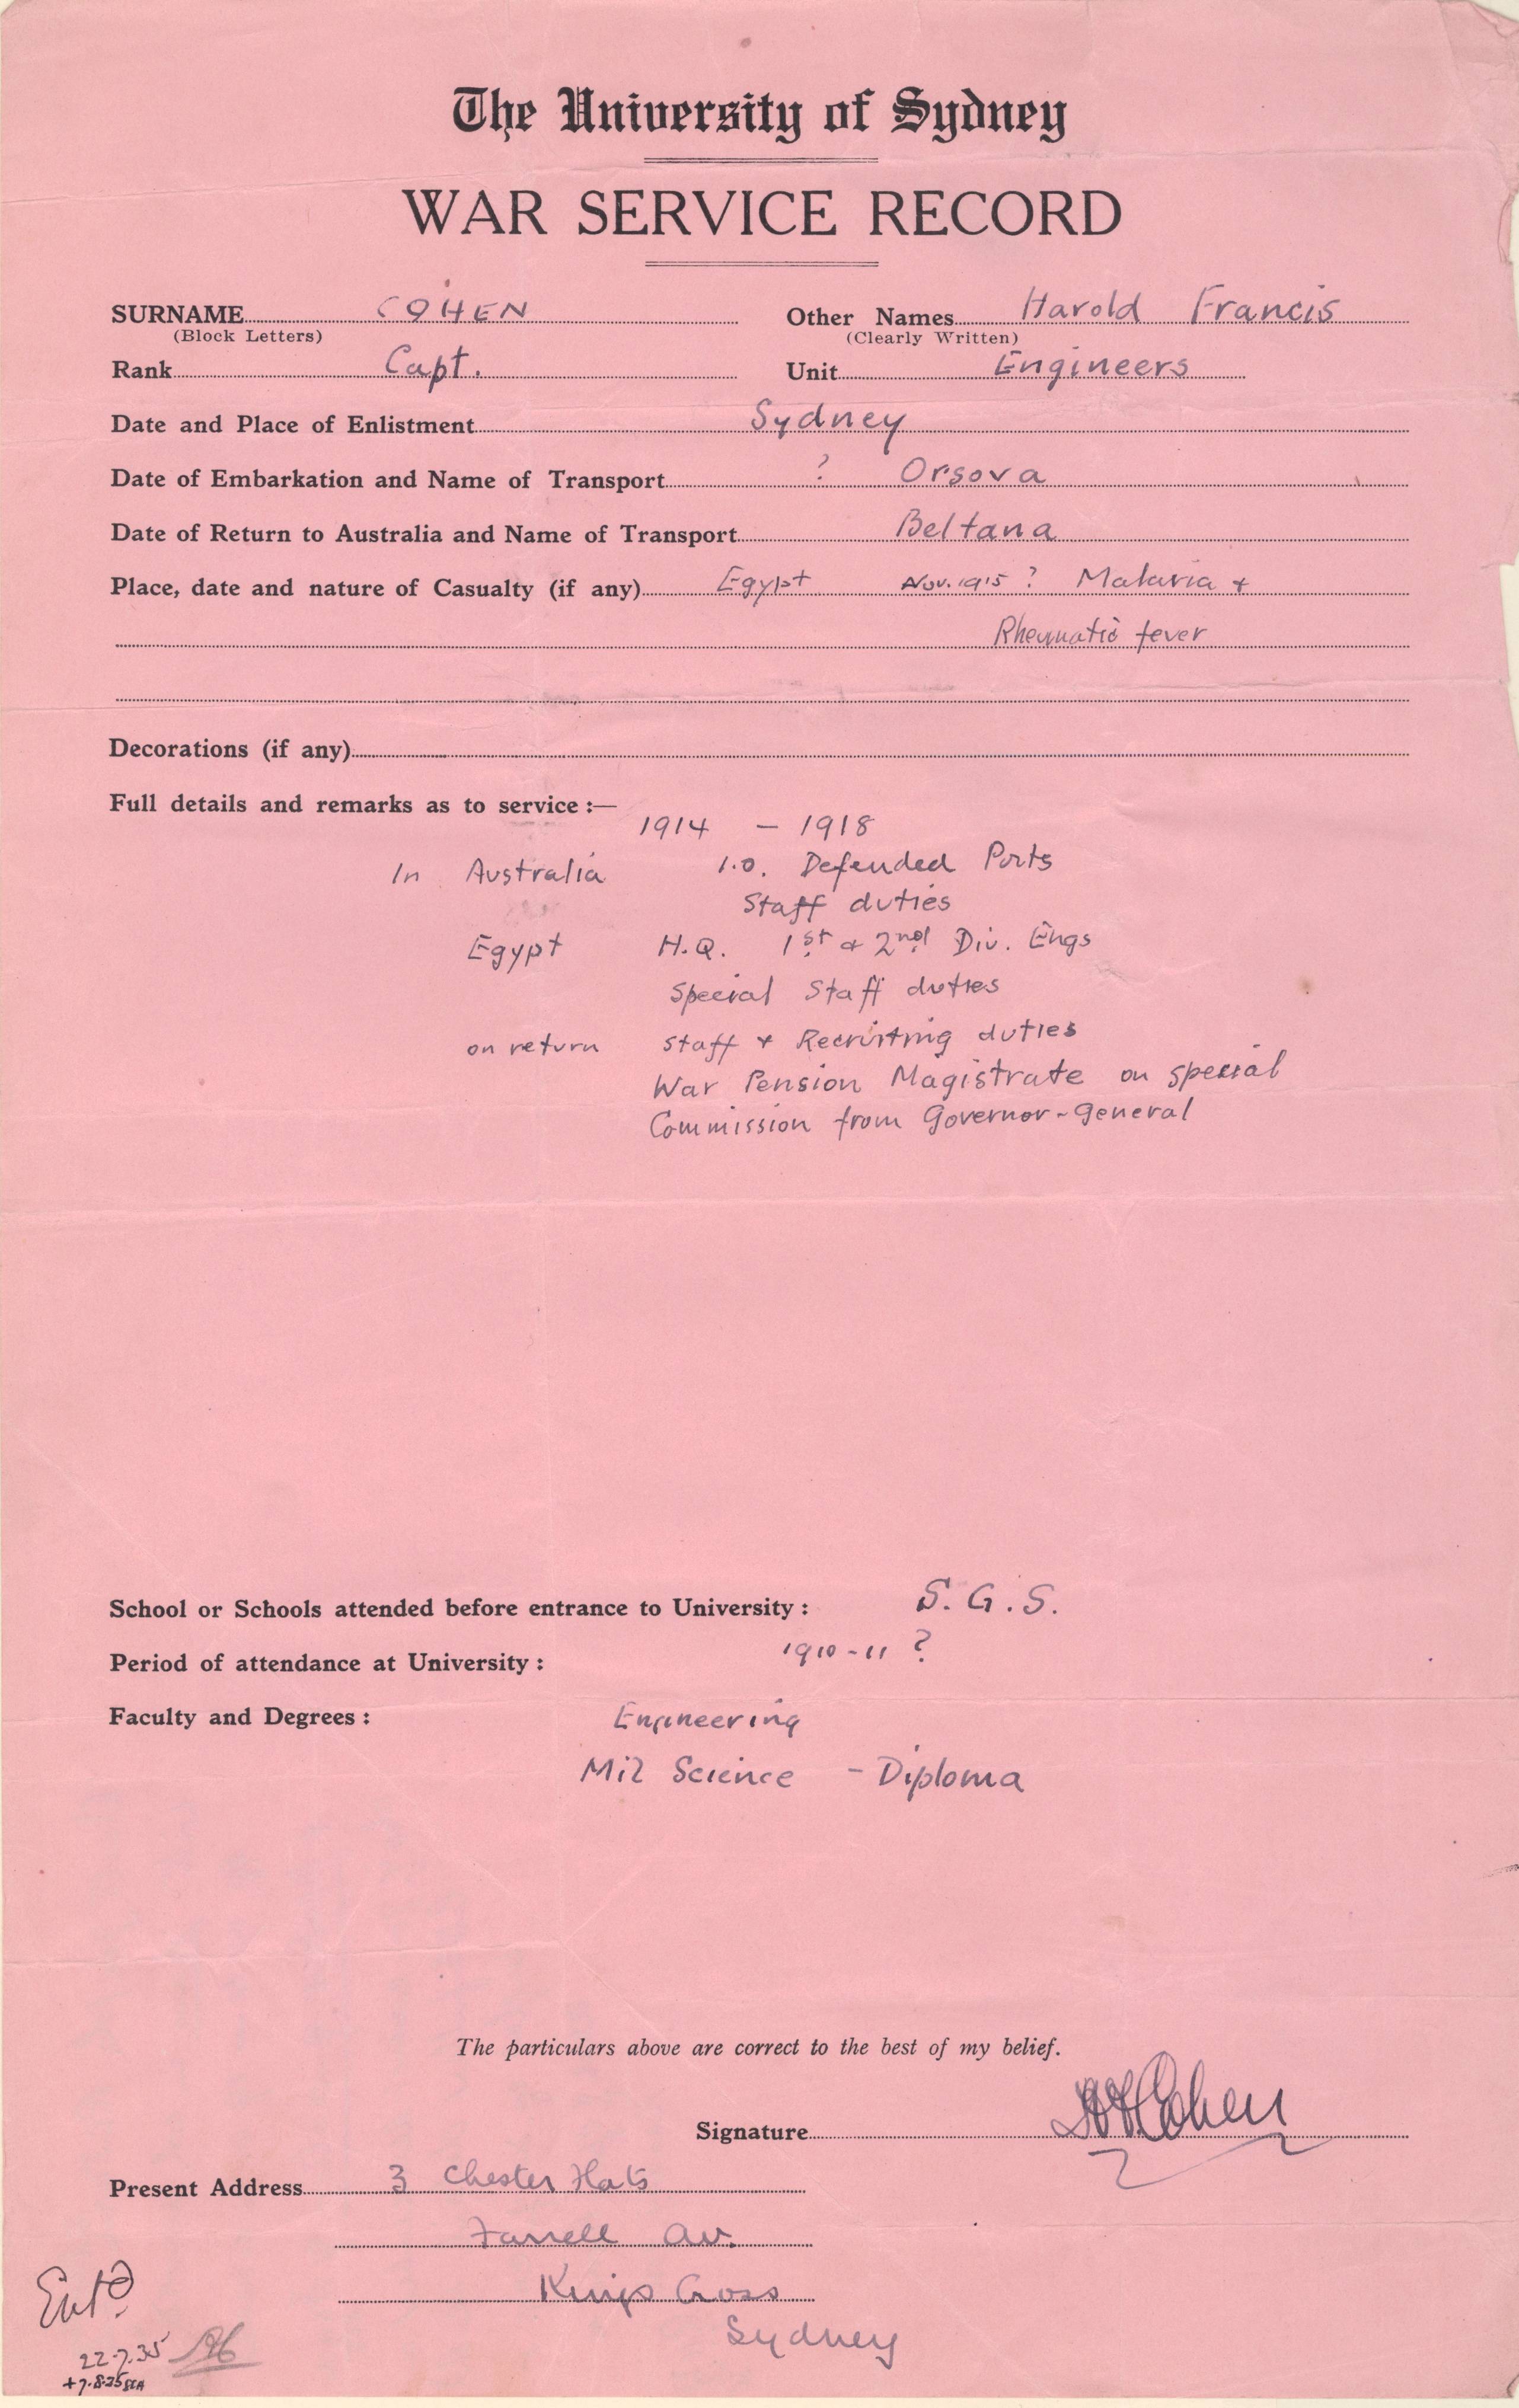 The University of Sydney
WAR SERVICE RECORD
SURNAME COHEN Other Names Harold Francis
(Block Letters) (Clearly Written)
Rank Capt. Unit Engineers
Date and Place of Enlistment Sydney
Date of Embarkation and Name of Transport ? Orsova
Date of Return to Australia and Name of Transport Beltana
Place, date and nature of Casualty (if any) Egypt Nov. 1915 ? Malaria +
Rheumatic fever
Decorations (if any)
Full details and remarks as to service :—
1914 – 1918
In Australia I.O. Defended Ports
Staff duties
Egypt H.Q. 1st + 2nd Div. Engs
Special Staff duties
on return Staff + Recruiting duties
War Pension Magistrate on special
Commission from Governor-General
School or Schools attended before entrance to University : S.G.S.
Period of attendance at University : 1910-11 ?
Faculty and Degrees : Engineering
Mil Science – Diploma
The particulars above are correct to the best of my belief.
Signature HFCohen
Present Address 3 Chester Flats
Farrell Av.
Kings Cross
Sydney
Entd.
22.7.35
+7.8.35